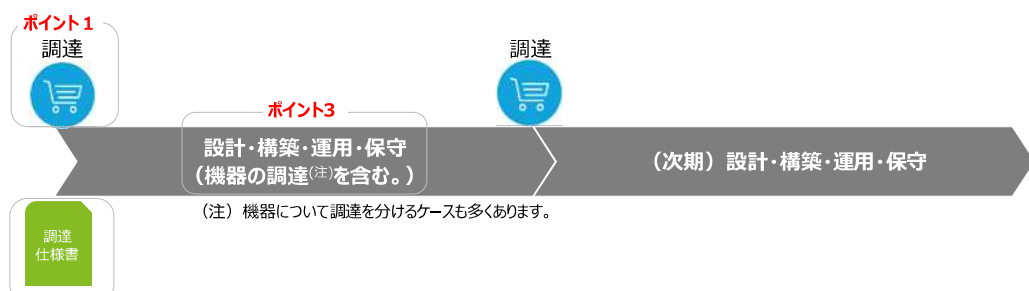 ポイント1
調達
調達
ポイント3
設計・構築・運用・保守
（機器の調達(注)を含む。）
（次期）設計・構築・運用・保守
（注）機器について調達を分けるケースも多くあります。
調達
仕様書